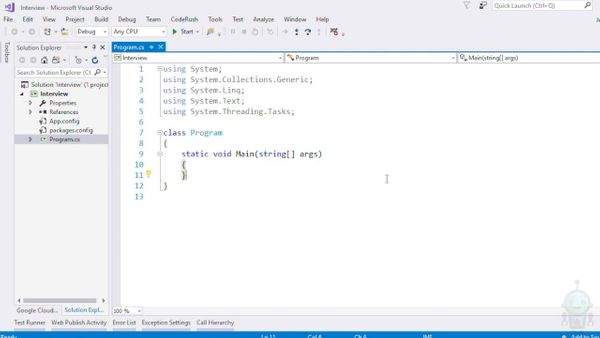 Interview - Microsoft Visual Studio
Quick Launch (Ctrl+Q)
File Edit View Project Build Debug Team CodeRush Tools Test Analyze Window Help
Debug Any CPU Start
Toolbox
Solution Explorer
Search Solution Explorer (Ctrl+
Solution 'Interview' (1 project
Interview
Properties
References
App.config
packages.config
Program.cs
Google Cloud... Solution Expl...
Program.cs
Interview Program Main(string[] args)
1 using System;
2 using System.Collections.Generic;
3 using System.Linq;
4 using System.Text;
5 using System.Threading.Tasks;
6
7 class Program
8 {
9 static void Main(string[] args)
10 {
11 }
12 }
13
100 %
Test Runner Web Publish Activity Error List Exception Settings Call Hierarchy
Ready Ln 11 Col 6 Ch 6 INS